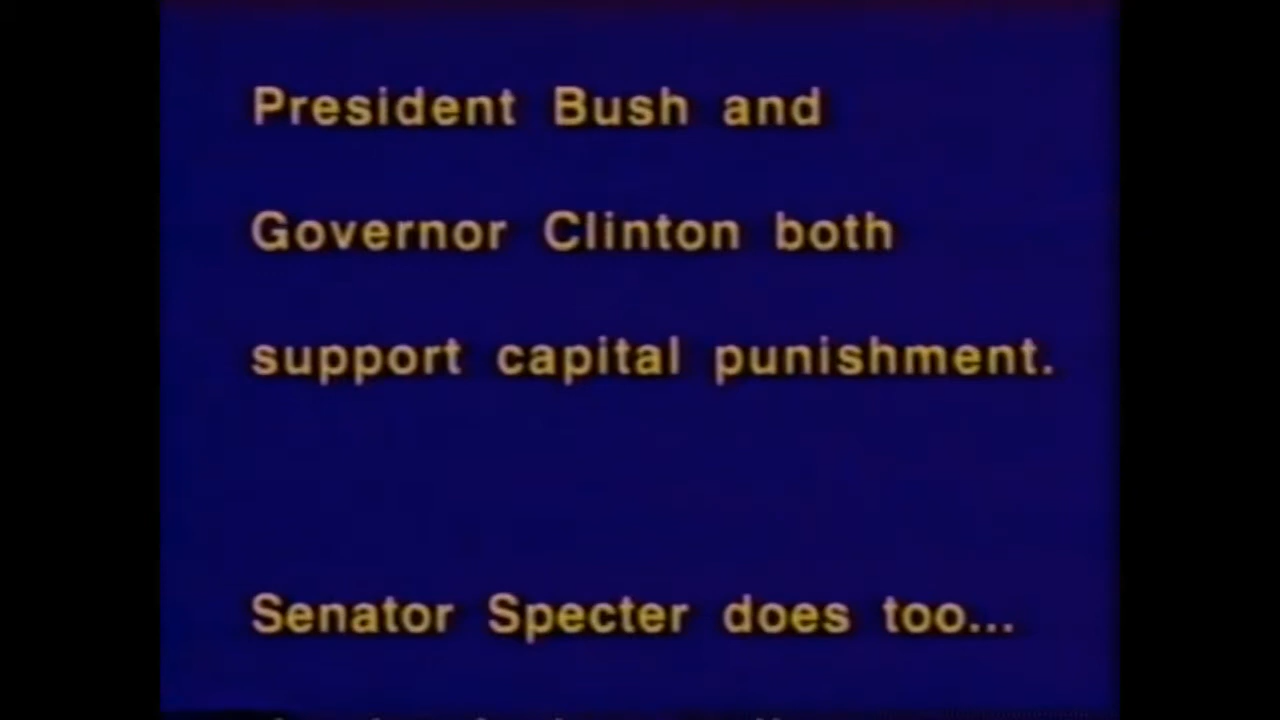 President Bush and
Governor Clinton both
support capital punishment.
Senator Specter does too...